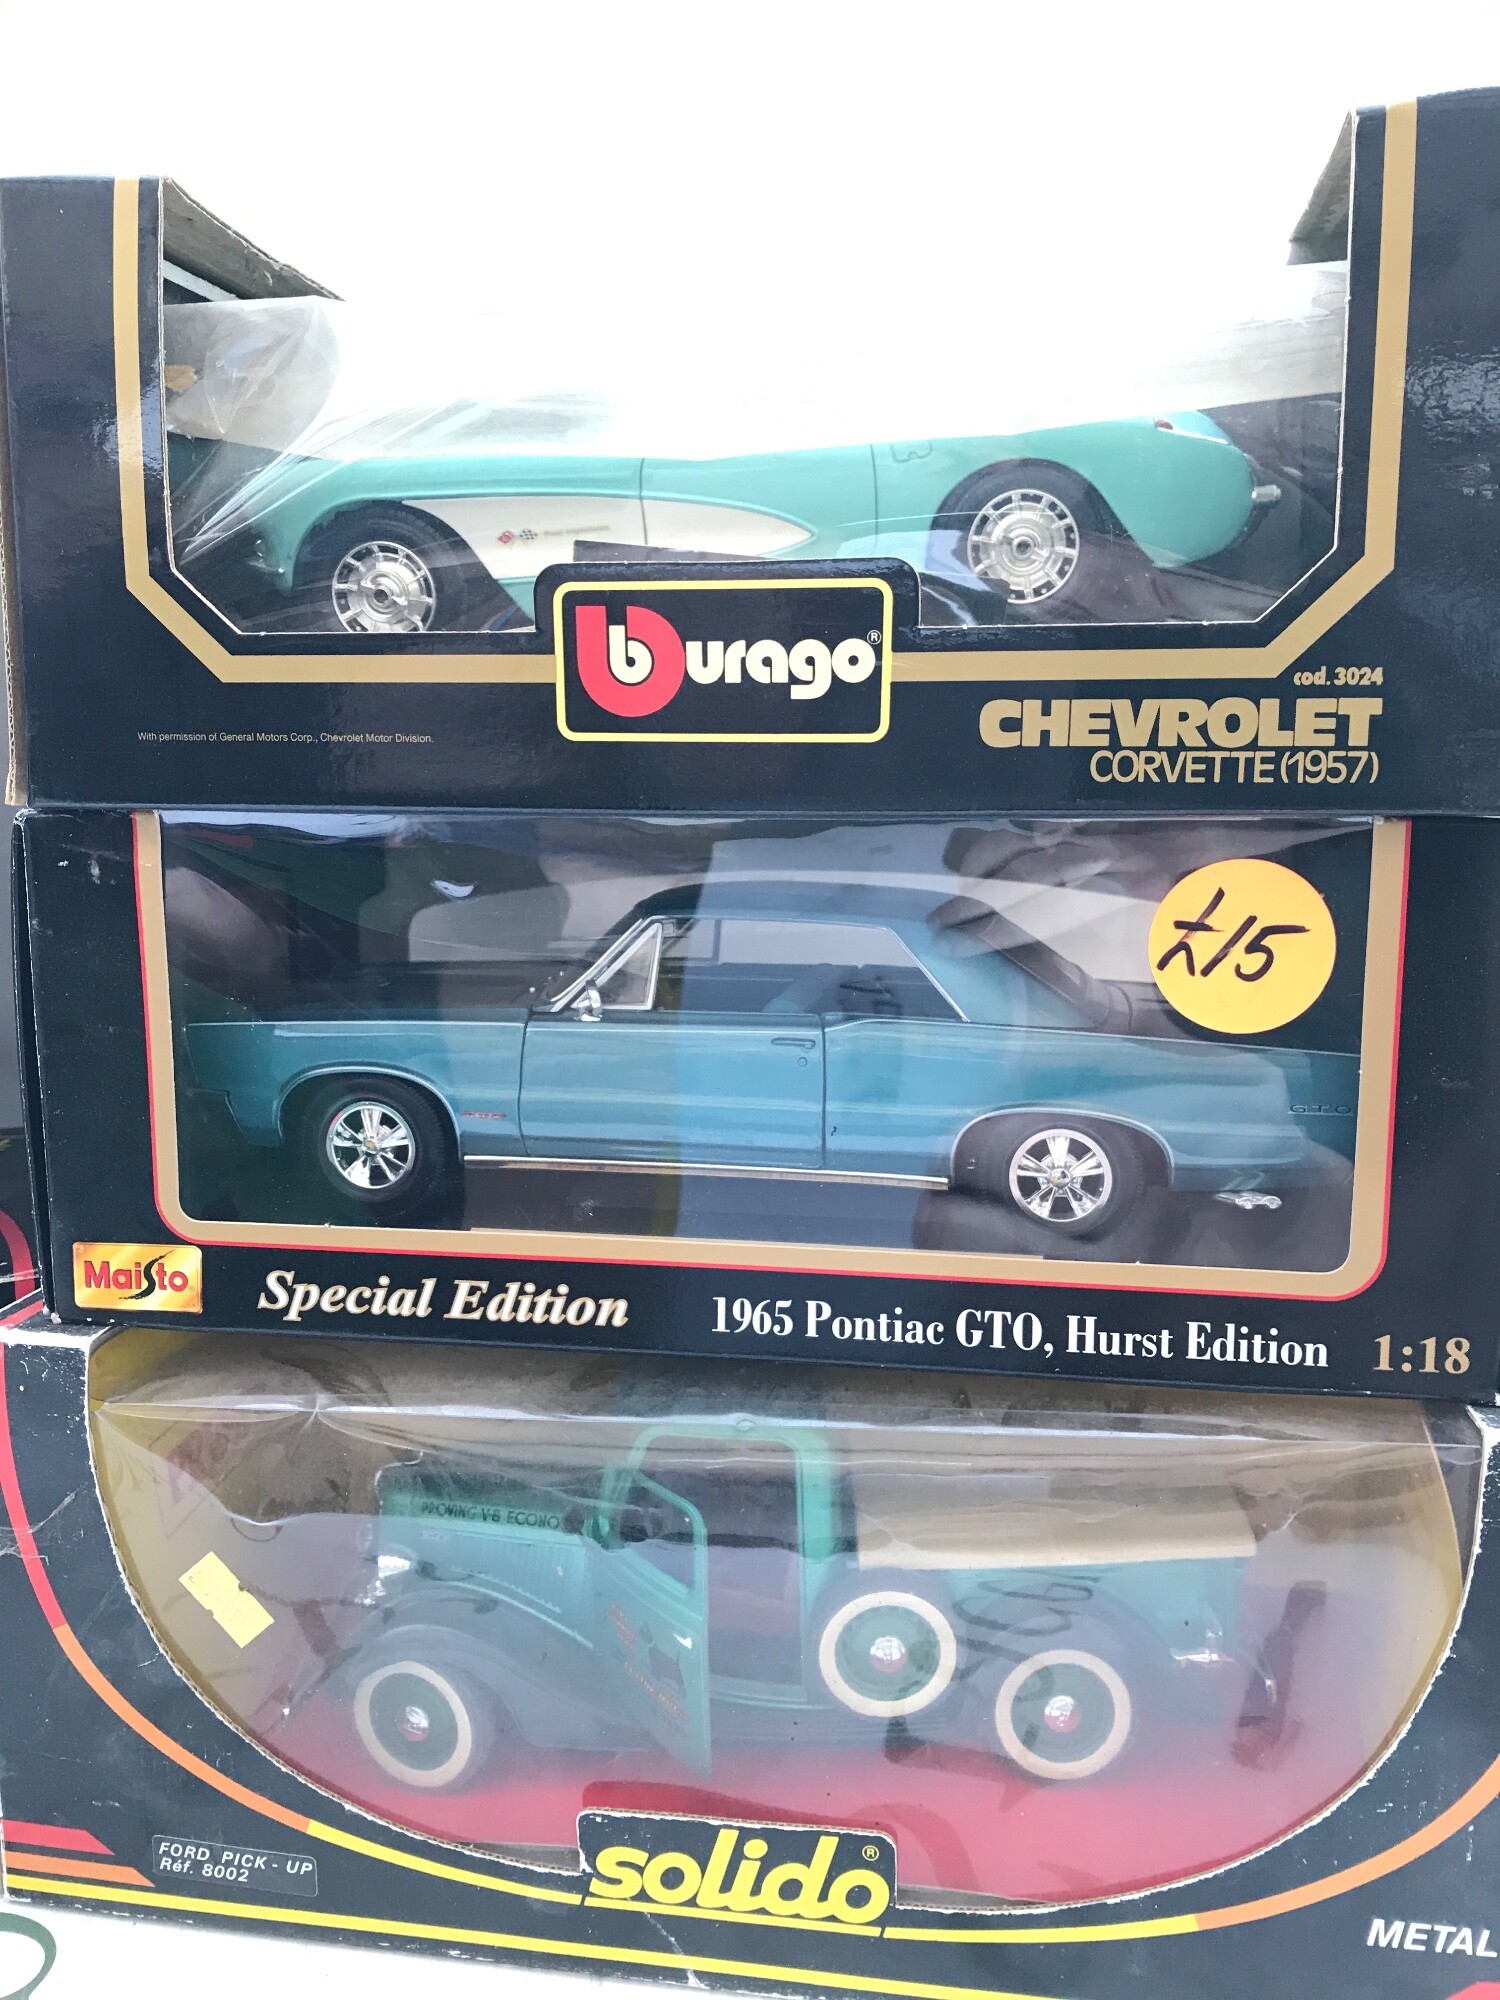 burago®
cod. 3024
CHEVROLET
CORVETTE (1957)
With permission of General Motors Corp., Chevrolet Motor Division.
£15
GTO
Maisto
Special Edition
1965 Pontiac GTO, Hurst Edition
1:18
PROVING V-8 ECONO
FORD PICK-UP
Réf. 8002
solido®
METAL